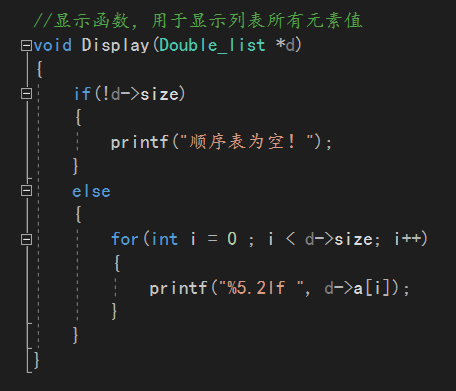 //显示函数，用于显示列表所有元素值
void Display(Double_list *d)
{
    if(!d->size)
    {
        printf("顺序表为空！");
    }
    else
    {
        for(int i = 0 ; i < d->size; i++)
        {
            printf("%5.2lf ", d->a[i]);
        }
    }
}